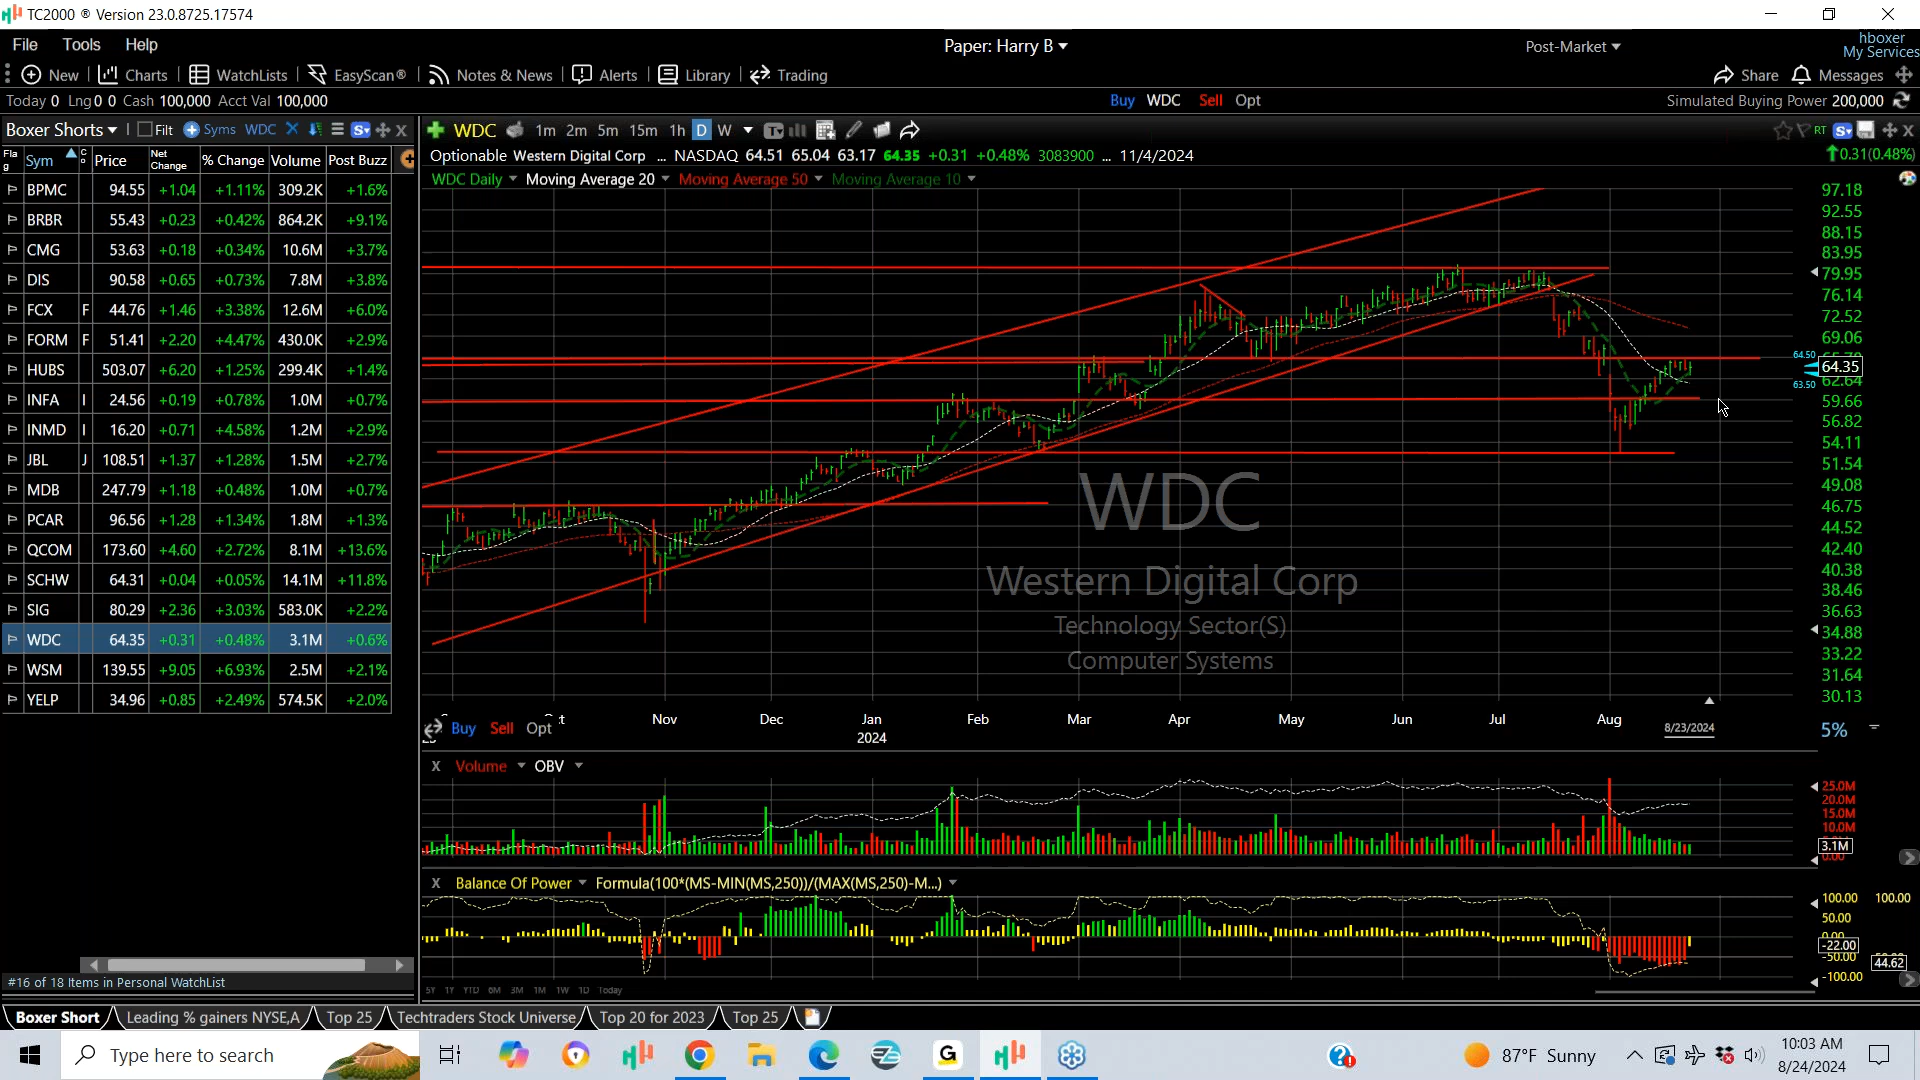 TC2000 ® Version 23.0.8725.17574
File Tools Help
Paper: Harry B
Post-Market
hboxer
My Services
New Charts WatchLists EasyScan® Notes & News Alerts Library Trading
Share Messages
Today 0 Lng 0 0 Cash 100,000 Acct Val 100,000
Buy WDC Sell Opt
Simulated Buying Power 200,000
Boxer Shorts Filt Syms WDC
WDC 1m 2m 5m 15m 1h D W
RT
Optionable Western Digital Corp ... NASDAQ 64.51 65.04 63.17 64.35 +0.31 +0.48% 3083900 ... 11/4/2024
0.31(0.48%)
WDC Daily Moving Average 20 Moving Average 50 Moving Average 10
Flag Sym Co Price Net Change % Change Volume Post Buzz
BPMC 94.55 +1.04 +1.11% 309.2K +1.6%
BRBR 55.43 +0.23 +0.42% 864.2K +9.1%
CMG 53.63 +0.18 +0.34% 10.6M +3.7%
DIS 90.58 +0.65 +0.73% 7.8M +3.8%
FCX F 44.76 +1.46 +3.38% 12.6M +6.0%
FORM F 51.41 +2.20 +4.47% 430.0K +2.9%
HUBS 503.07 +6.20 +1.25% 299.4K +1.4%
INFA I 24.56 +0.19 +0.78% 1.0M +0.7%
INMD I 16.20 +0.71 +4.58% 1.2M +2.9%
JBL J 108.51 +1.37 +1.28% 1.5M +2.7%
MDB 247.79 +1.18 +0.48% 1.0M +0.7%
PCAR 96.56 +1.28 +1.34% 1.8M +1.3%
QCOM 173.60 +4.60 +2.72% 8.1M +13.6%
SCHW 64.31 +0.04 +0.05% 14.1M +11.8%
SIG 80.29 +2.36 +3.03% 583.0K +2.2%
WDC 64.35 +0.31 +0.48% 3.1M +0.6%
WSM 139.55 +9.05 +6.93% 2.5M +2.1%
YELP 34.96 +0.85 +2.49% 574.5K +2.0%
#16 of 18 Items in Personal WatchList
97.18
92.55
88.15
83.95
79.95
76.14
72.52
69.06
64.50
64.35
63.50
62.64
59.66
56.82
54.11
51.54
49.08
46.75
44.52
42.40
40.38
38.46
36.63
34.88
33.22
31.64
30.13
WDC
Western Digital Corp
Technology Sector(S)
Computer Systems
Nov Dec Jan Feb Mar Apr May Jun Jul Aug
2024
8/23/2024
5%
Buy Sell Opt
X Volume OBV
25.0M
20.0M
15.0M
10.0M
3.1M
0.00
X Balance Of Power Formula(100*(MS-MIN(MS,250))/(MAX(MS,250)-M...)
100.00 100.00
50.00
0.00
-22.00
-50.00
44.62
-100.00
5Y 1Y YTD 6M 3M 1M 1W 1D Today
Boxer Short Leading % gainers NYSE,A Top 25 Techtraders Stock Universe Top 20 for 2023 Top 25
Type here to search
87°F Sunny
10:03 AM
8/24/2024